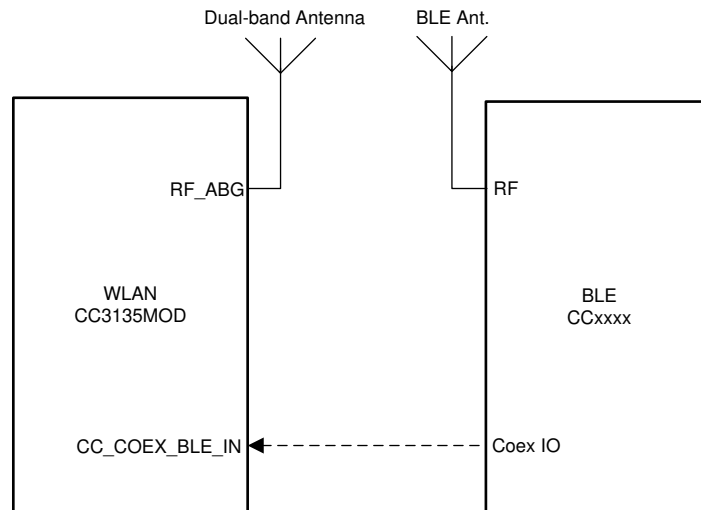 Dual-band Antenna
BLE Ant.
RF_ABG
RF
WLAN
CC3135MOD
BLE
CCxxxx
CC_COEX_BLE_IN
Coex IO